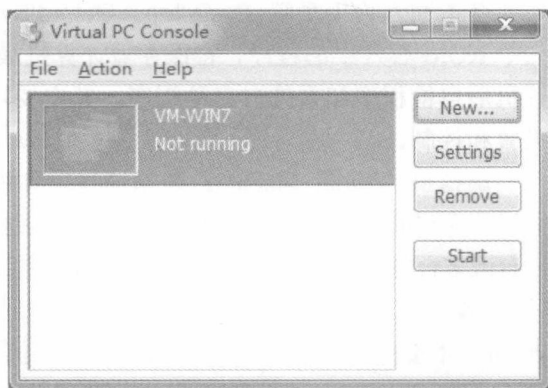 Virtual PC Console
File Action Help
VM-WIN7
Not running
New...
Settings
Remove
Start